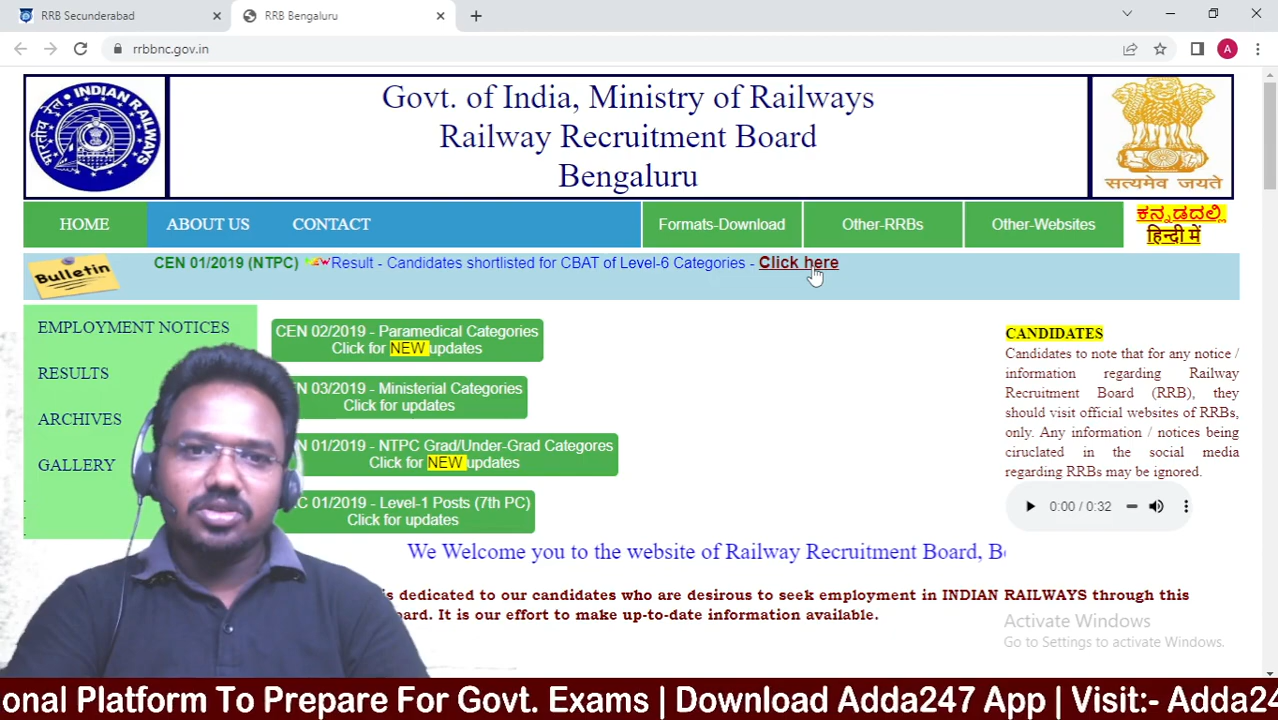 RRB Secunderabad
RRB Bengaluru
rrbbnc.gov.in
A
INDIAN RAILWAYS
भारतीय रेल
Govt. of India, Ministry of Railways
Railway Recruitment Board
Bengaluru
सत्यमेव जयते
HOME
ABOUT US
CONTACT
Formats-Download
Other-RRBs
Other-Websites
ಕನ್ನಡದಲ್ಲಿ
हिन्दी में
Bulletin
CEN 01/2019 (NTPC) Result - Candidates shortlisted for CBAT of Level-6 Categories - Click here
EMPLOYMENT NOTICES
RESULTS
ARCHIVES
GALLERY
CEN 02/2019 - Paramedical Categories
Click for NEW updates
EN 03/2019 - Ministerial Categories
Click for updates
N 01/2019 - NTPC Grad/Under-Grad Categores
Click for NEW updates
C 01/2019 - Level-1 Posts (7th PC)
Click for updates
CANDIDATES
Candidates to note that for any notice /
information regarding Railway
Recruitment Board (RRB), they
should visit official websites of RRBs,
only. Any information / notices being
ciruclated in the social media
regarding RRBs may be ignored.
0:00 / 0:32
We Welcome you to the website of Railway Recruitment Board, B
is dedicated to our candidates who are desirous to seek employment in INDIAN RAILWAYS through this
oard. It is our effort to make up-to-date information available.
Activate Windows
Go to Settings to activate Windows.
onal Platform To Prepare For Govt. Exams | Download Adda247 App | Visit:- Adda24